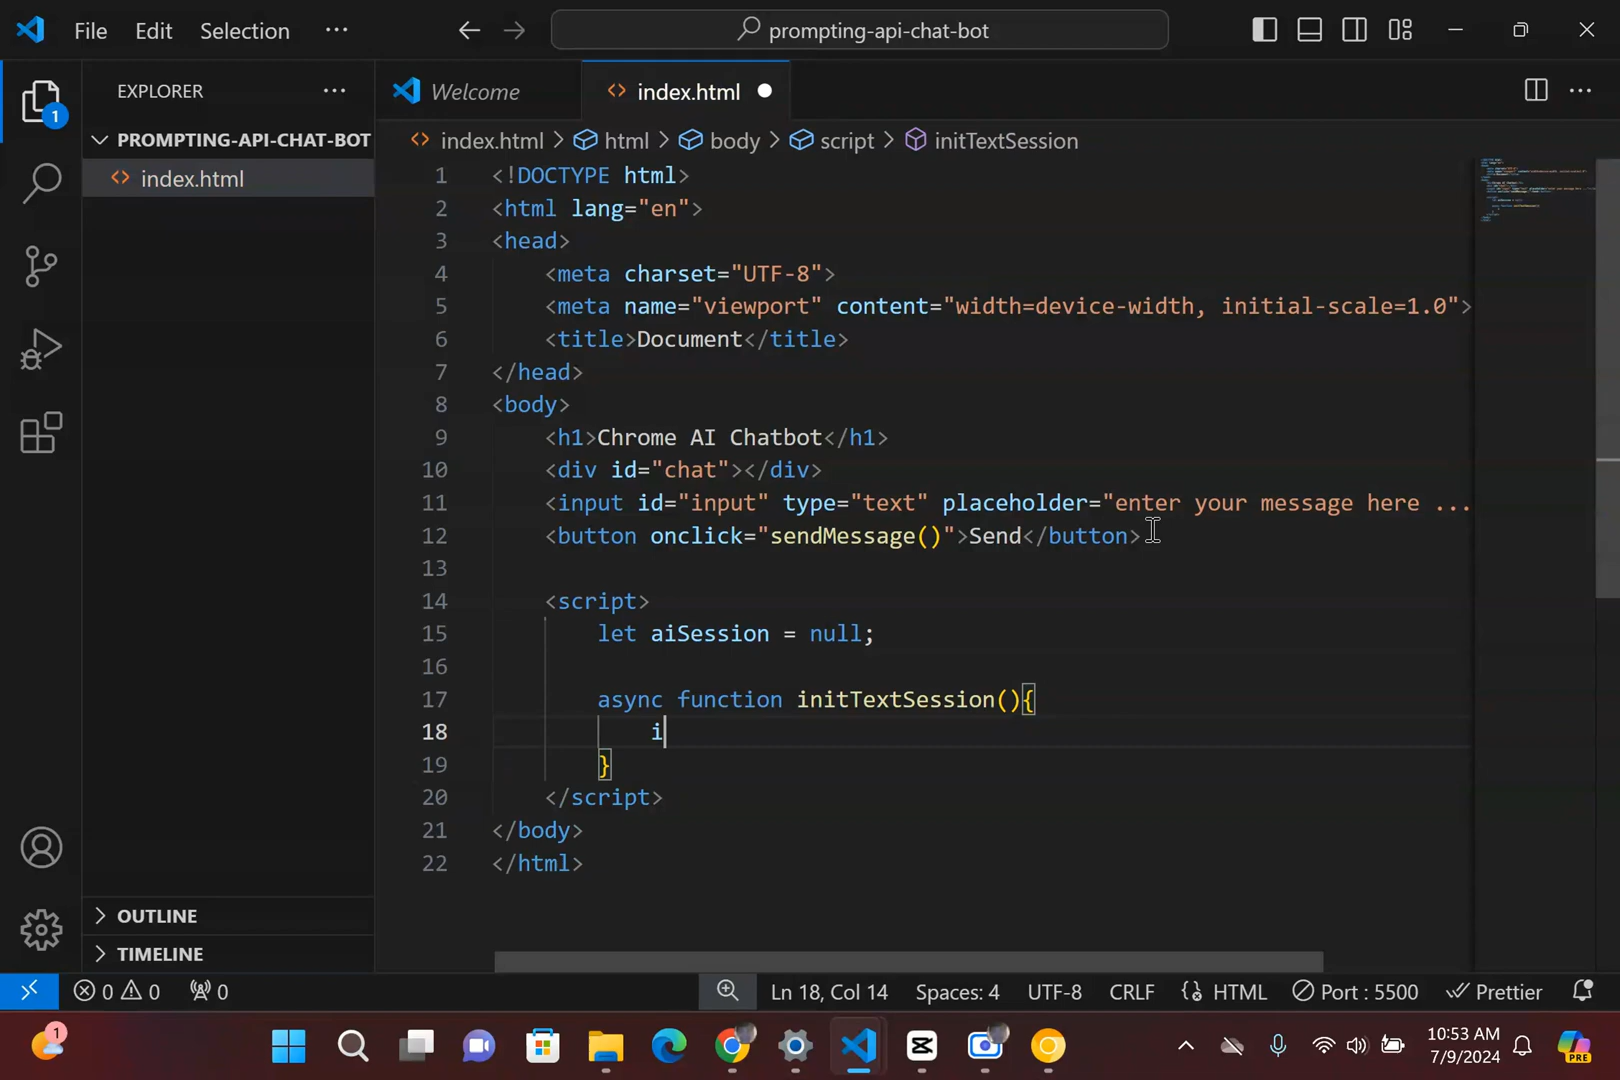 File Edit Selection ··· prompting-api-chat-bot
EXPLORER ···
1
PROMPTING-API-CHAT-BOT
index.html
Welcome index.html
index.html > html > body > script > initTextSession
1 <!DOCTYPE html>
2 <html lang="en">
3 <head>
4 <meta charset="UTF-8">
5 <meta name="viewport" content="width=device-width, initial-scale=1.0">
6 <title>Document</title>
7 </head>
8 <body>
9 <h1>Chrome AI Chatbot</h1>
10 <div id="chat"></div>
11 <input id="input" type="text" placeholder="enter your message here ...
12 <button onclick="sendMessage()">Send</button>
13
14 <script>
15 let aiSession = null;
16
17 async function initTextSession(){
18 i
19 }
20 </script>
21 </body>
22 </html>
OUTLINE
TIMELINE
0 0 0 Ln 18, Col 14 Spaces: 4 UTF-8 CRLF HTML Port : 5500 Prettier
1
10:53 AM
7/9/2024
PRE